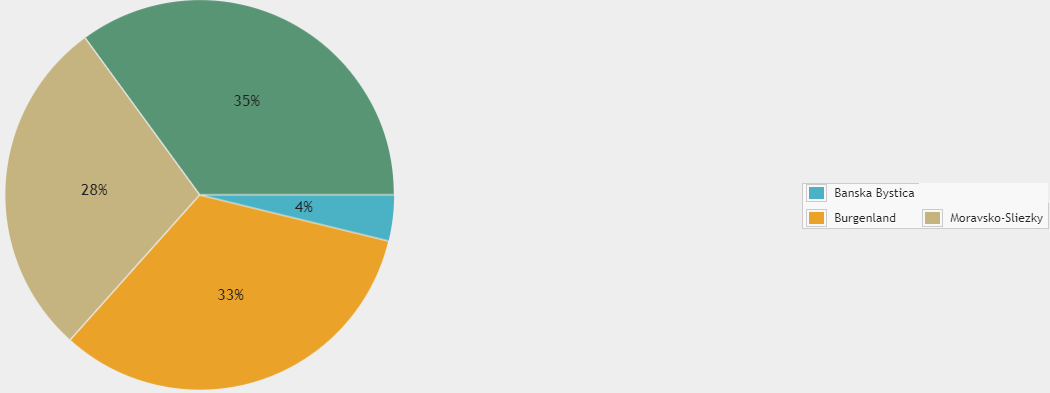 35%
28%
4%
33%
Banska Bystica
Burgenland Moravsko-Sliezky